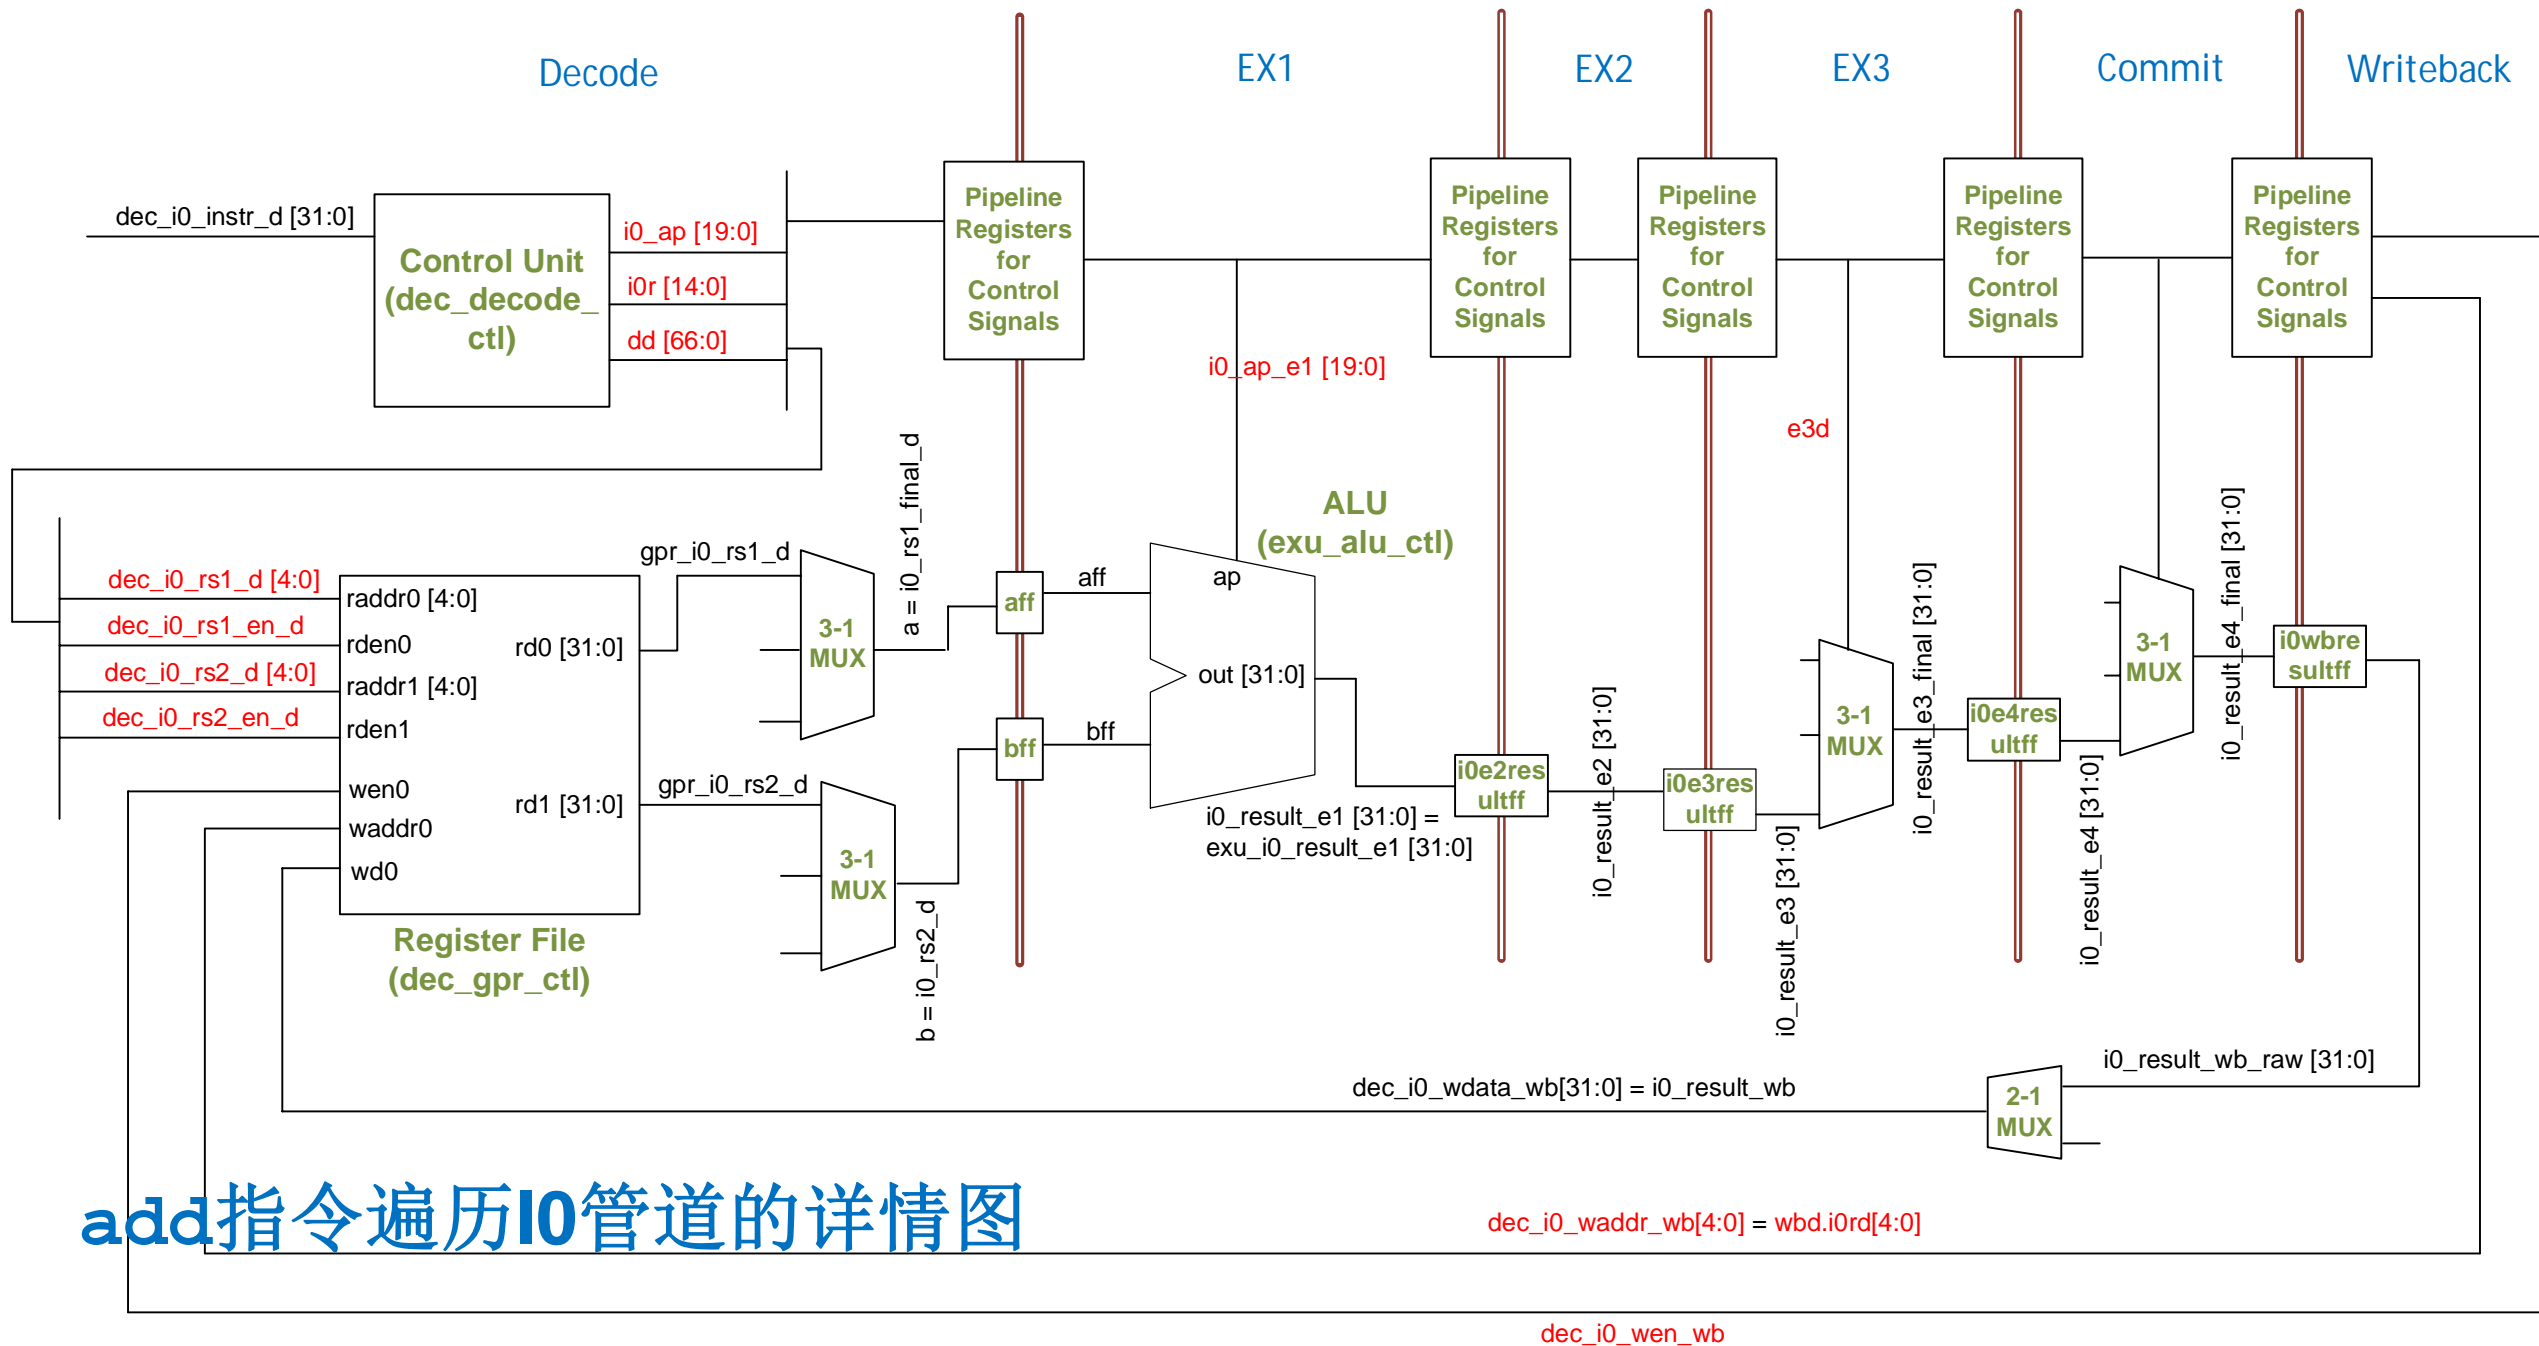 Decode
EX1
EX2
EX3
Commit
Writeback
dec_i0_instr_d [31:0]
Control Unit
(dec_decode_
ctl)
i0_ap [19:0]
i0r [14:0]
dd [66:0]
Pipeline
Registers
for
Control
Signals
i0_ap_e1 [19:0]
Pipeline
Registers
for
Control
Signals
Pipeline
Registers
for
Control
Signals
e3d
Pipeline
Registers
for
Control
Signals
Pipeline
Registers
for
Control
Signals
dec_i0_rs1_d [4:0]
dec_i0_rs1_en_d
dec_i0_rs2_d [4:0]
dec_i0_rs2_en_d
raddr0 [4:0]
rden0
raddr1 [4:0]
rden1
wen0
waddr0
wd0
rd0 [31:0]
rd1 [31:0]
Register File
(dec_gpr_ctl)
gpr_i0_rs1_d
3-1
MUX
a = i0_rs1_final_d
gpr_i0_rs2_d
3-1
MUX
b = i0_rs2_d
aff
bff
aff
bff
ALU
(exu_alu_ctl)
ap
out [31:0]
i0_result_e1 [31:0] =
exu_i0_result_e1 [31:0]
i0e2res
ultff
i0_result_e2 [31:0]
i0e3res
ultff
i0_result_e3 [31:0]
3-1
MUX
i0_result_e3_final [31:0]
i0e4res
ultff
i0_result_e4 [31:0]
3-1
MUX
i0_result_e4_final [31:0]
i0wbre
sultff
i0_result_wb_raw [31:0]
2-1
MUX
dec_i0_wdata_wb[31:0] = i0_result_wb
add指令遍历I0管道的详情图
dec_i0_waddr_wb[4:0] = wbd.i0rd[4:0]
dec_i0_wen_wb